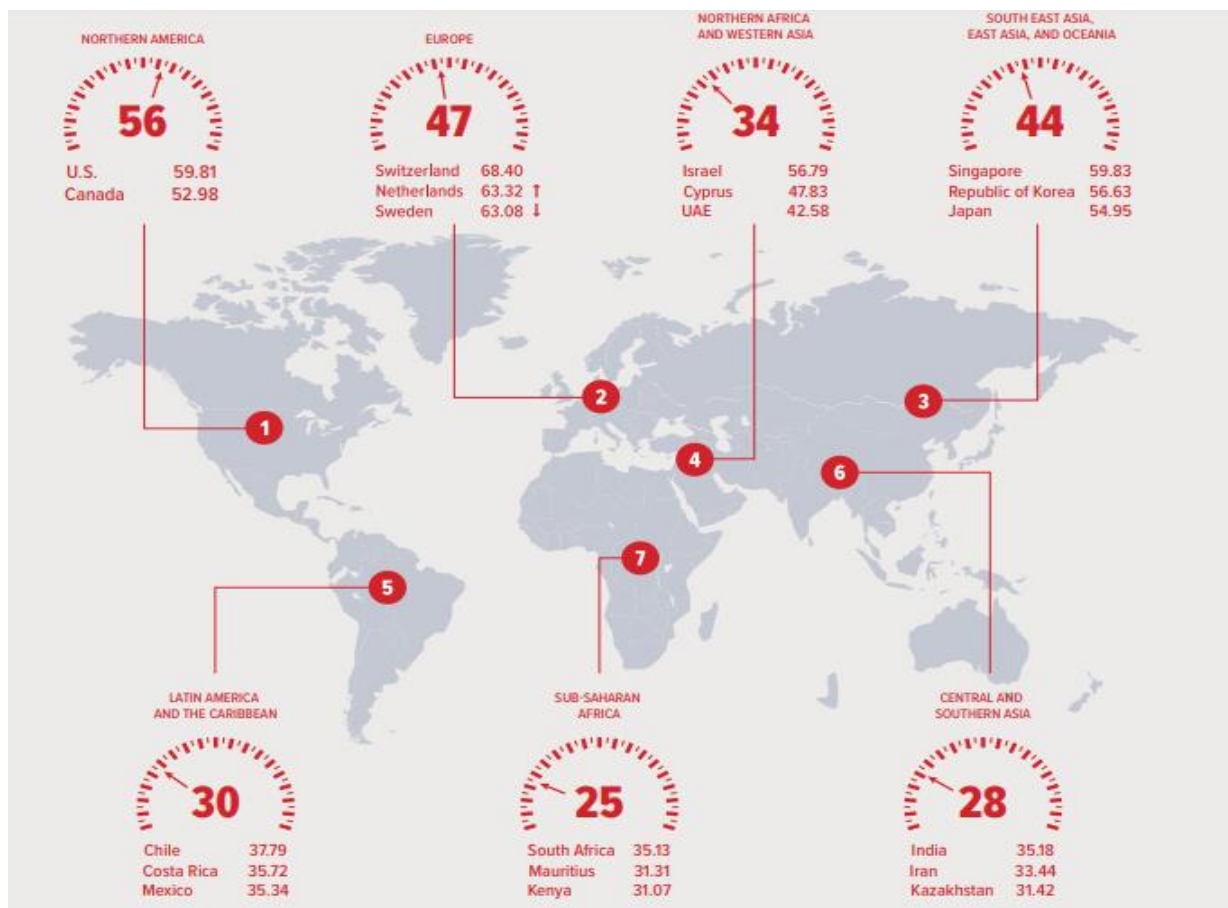 NORTHERN AMERICA
56
U.S. 59.81
Canada 52.98
EUROPE
47
Switzerland 68.40
Netherlands 63.32 ↑
Sweden 63.08 ↓
NORTHERN AFRICA
AND WESTERN ASIA
34
Israel 56.79
Cyprus 47.83
UAE 42.58
SOUTH EAST ASIA,
EAST ASIA, AND OCEANIA
44
Singapore 59.83
Republic of Korea 56.63
Japan 54.95
1
2
3
4
6
7
5
LATIN AMERICA
AND THE CARIBBEAN
30
Chile 37.79
Costa Rica 35.72
Mexico 35.34
SUB-SAHARAN
AFRICA
25
South Africa 35.13
Mauritius 31.31
Kenya 31.07
CENTRAL AND
SOUTHERN ASIA
28
India 35.18
Iran 33.44
Kazakhstan 31.42